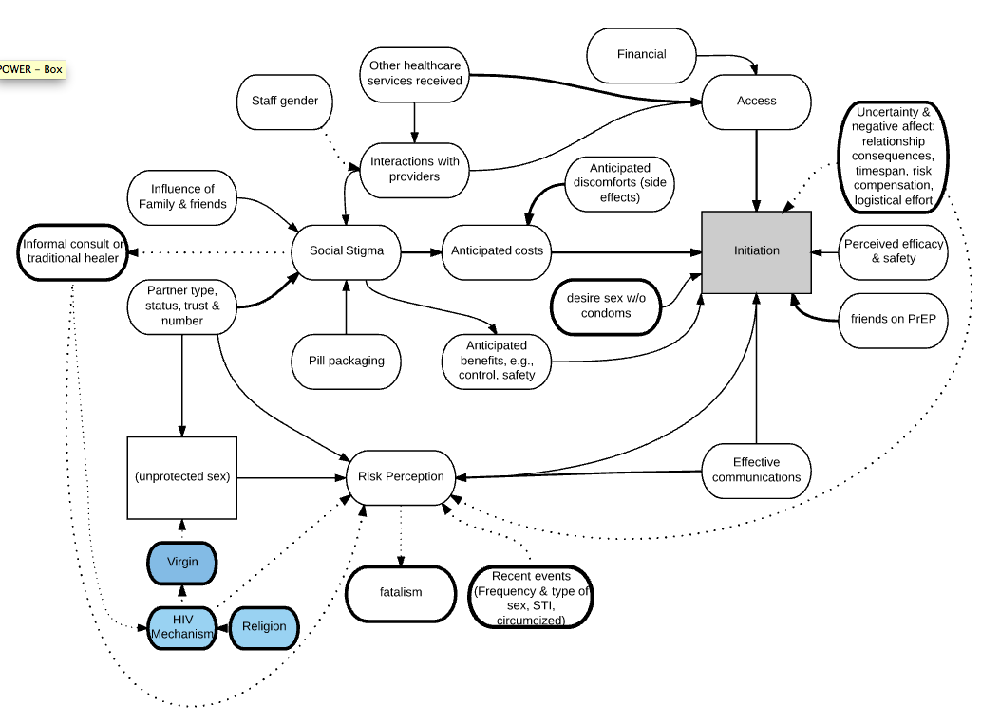 Financial
Other healthcare
services received
POWER – Box
Staff gender
Access
Uncertainty &
negative affect:
relationship
consequences,
timespan, risk
compensation,
logistical effort
Interactions with
providers
Anticipated
discomforts (side
effects)
Influence of
Family & friends
Informal consult or
traditional healer
Social Stigma
Anticipated costs
Initiation
Perceived efficacy
& safety
Partner type,
status, trust &
number
desire sex w/o
condoms
friends on PrEP
Pill packaging
Anticipated
benefits, e.g.,
control, safety
(unprotected sex)
Risk Perception
Effective
communications
Virgin
fatalism
Recent events
(Frequency & type of
sex, STI,
circumcized)
HIV
Mechanism
Religion